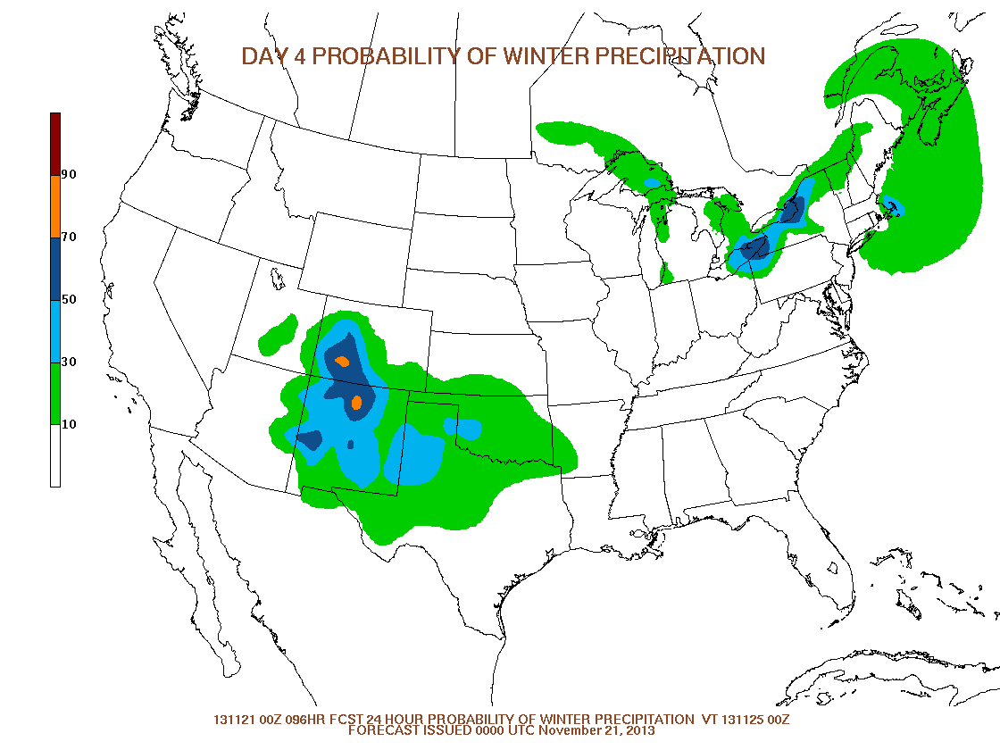 DAY 4 PROBABILITY OF WINTER PRECIPITATION
90
70
50
30
10
131121 00Z 096HR FCST 24 HOUR PROBABILITY OF WINTER PRECIPITATION VT 131125 00Z
FORECAST ISSUED 0000 UTC November 21, 2013